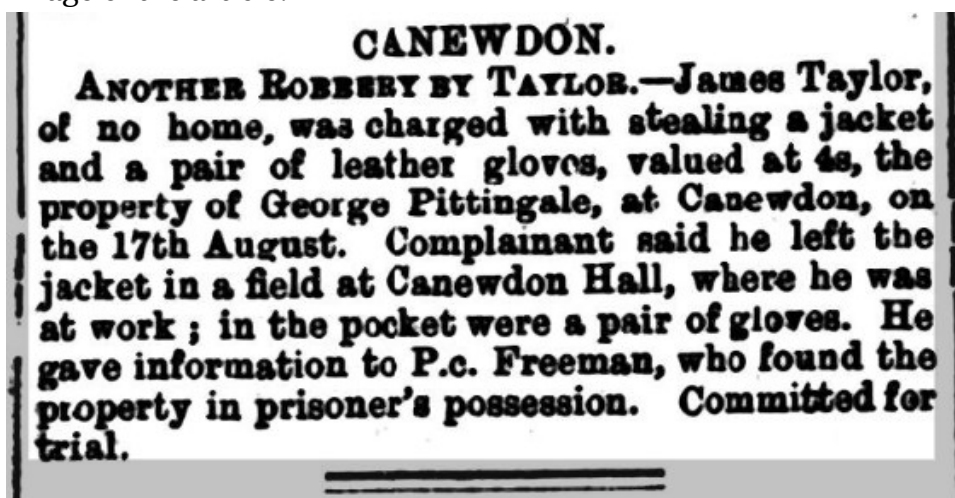 CANEWDON.
ANOTHER ROBBERY BY TAYLOR.—James Taylor,
of no home, was charged with stealing a jacket
and a pair of leather gloves, valued at 4s, the
property of George Pittingale, at Canewdon, on
the 17th August. Complainant said he left the
jacket in a field at Canewdon Hall, where he was
at work ; in the pocket were a pair of gloves. He
gave information to P.c. Freeman, who found the
property in prisoner's possession. Committed for
trial.